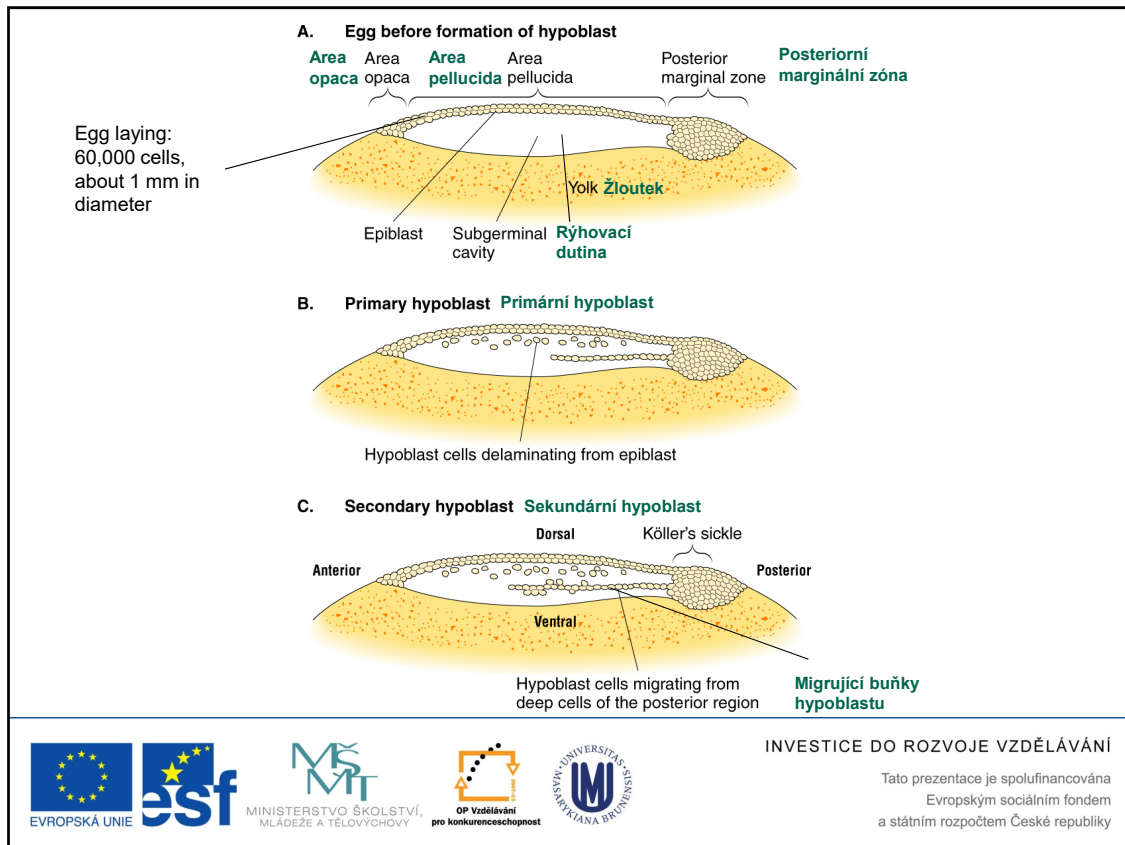 A. Egg before formation of hypoblast
Area opaca
Area opaca
Area pellucida
Area pellucida
Posterior marginal zone
Posteriorní marginální zóna
Egg laying:
60,000 cells,
about 1 mm in
diameter
Yolk Žloutek
Epiblast
Subgerminal
cavity
Rýhovací
dutina
B. Primary hypoblast Primární hypoblast
Hypoblast cells delaminating from epiblast
C. Secondary hypoblast Sekundární hypoblast
Dorsal
Köller's sickle
Anterior
Posterior
Ventral
Hypoblast cells migrating from
deep cells of the posterior region
Migrující buňky
hypoblastu
EVROPSKÁ UNIE
esf
MŠMT
MINISTERSTVO ŠKOLSTVÍ,
MLÁDEŽE A TĚLOVÝCHOVY
2007-13
OP Vzdělávání
pro konkurenceschopnost
UNIVERSITAS MASARYKIANA BRUNENSIS
INVESTICE DO ROZVOJE VZDĚLÁVÁNÍ
Tato prezentace je spolufinancována
Evropským sociálním fondem
a státním rozpočtem České republiky